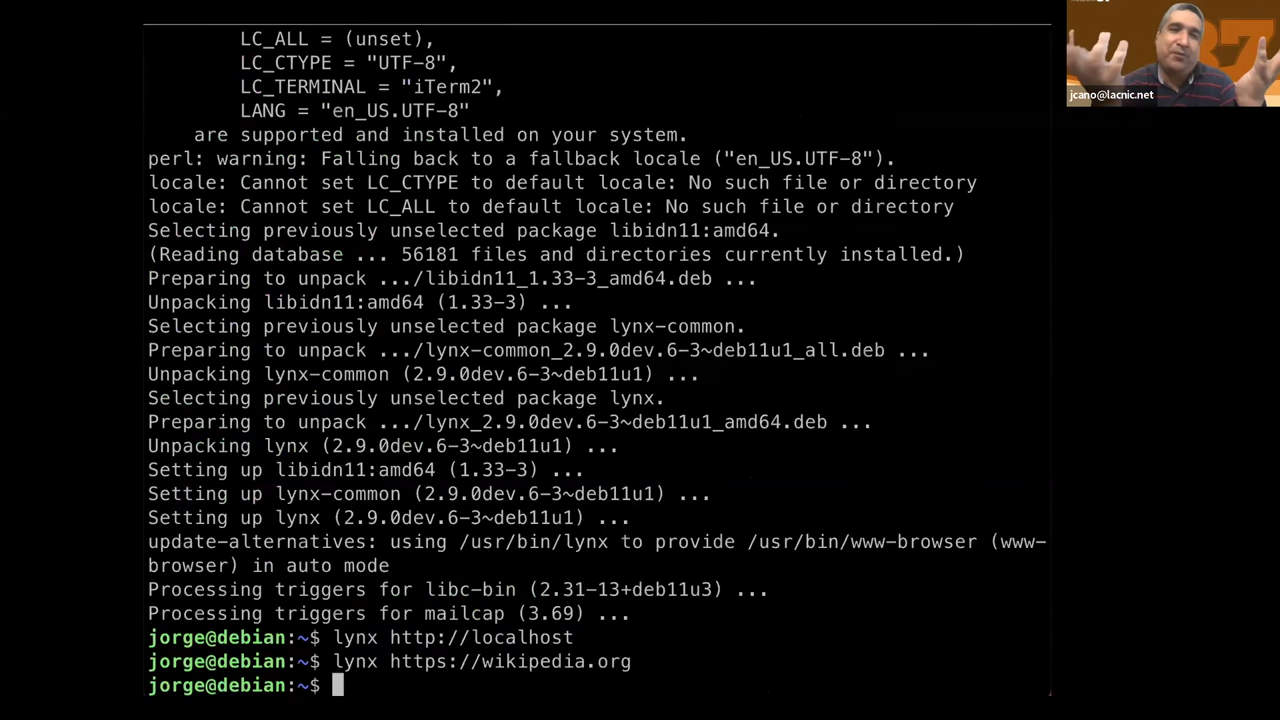 LC_ALL = (unset),
LC_CTYPE = "UTF-8",
LC_TERMINAL = "iTerm2",
LANG = "en_US.UTF-8"
are supported and installed on your system.
perl: warning: Falling back to a fallback locale ("en_US.UTF-8").
locale: Cannot set LC_CTYPE to default locale: No such file or directory
locale: Cannot set LC_ALL to default locale: No such file or directory
Selecting previously unselected package libidn11:amd64.
(Reading database ... 56181 files and directories currently installed.)
Preparing to unpack .../libidn11_1.33-3_amd64.deb ...
Unpacking libidn11:amd64 (1.33-3) ...
Selecting previously unselected package lynx-common.
Preparing to unpack .../lynx-common_2.9.0dev.6-3~deb11u1_all.deb ...
Unpacking lynx-common (2.9.0dev.6-3~deb11u1) ...
Selecting previously unselected package lynx.
Preparing to unpack .../lynx_2.9.0dev.6-3~deb11u1_amd64.deb ...
Unpacking lynx (2.9.0dev.6-3~deb11u1) ...
Setting up libidn11:amd64 (1.33-3) ...
Setting up lynx-common (2.9.0dev.6-3~deb11u1) ...
Setting up lynx (2.9.0dev.6-3~deb11u1) ...
update-alternatives: using /usr/bin/lynx to provide /usr/bin/www-browser (www-
browser) in auto mode
Processing triggers for libc-bin (2.31-13+deb11u3) ...
Processing triggers for mailcap (3.69) ...
jorge@debian:~$ lynx http://localhost
jorge@debian:~$ lynx https://wikipedia.org
jorge@debian:~$
jcano@lacnic.net